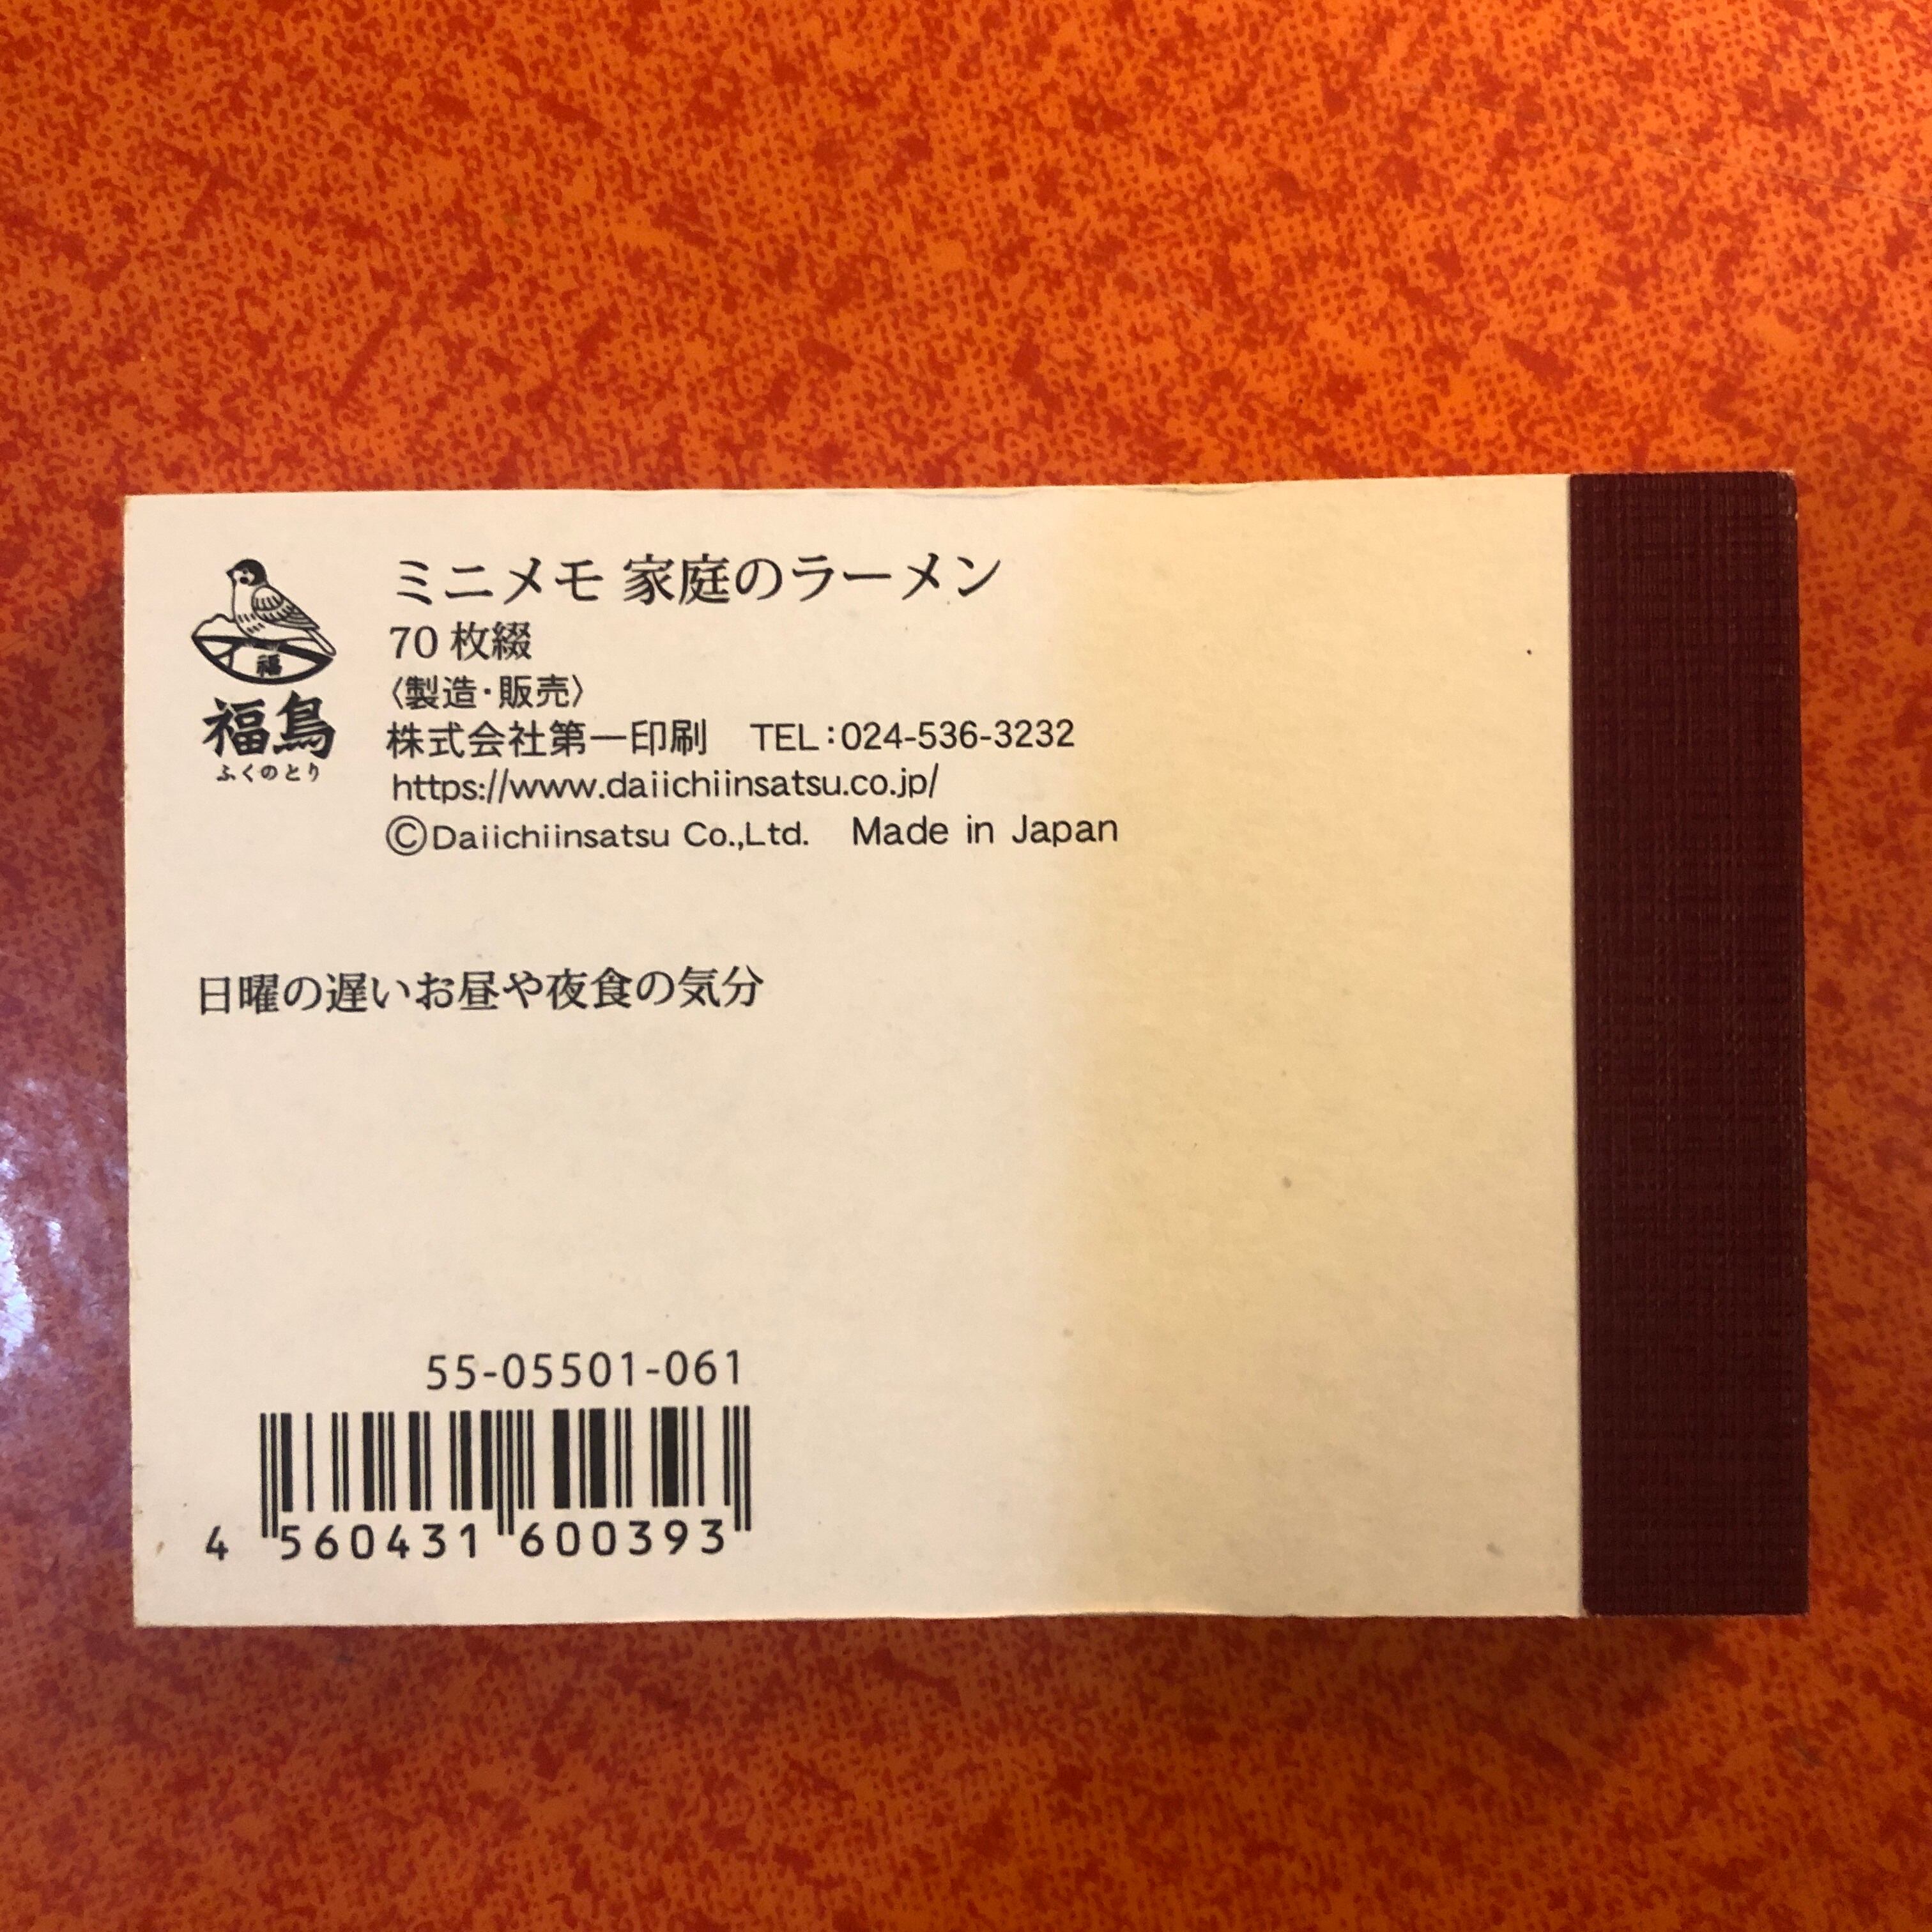 ミニメモ 家庭のラーメン
70 枚綴
〈製造・販売〉
株式会社第一印刷 TEL:024-536-3232
https://www.daiichiinsatsu.co.jp/
©Daiichiinsatsu Co.,Ltd. Made in Japan
福
福鳥
ふくのとり
日曜の遅いお昼や夜食の気分
55-05501-061
4 560431 600393